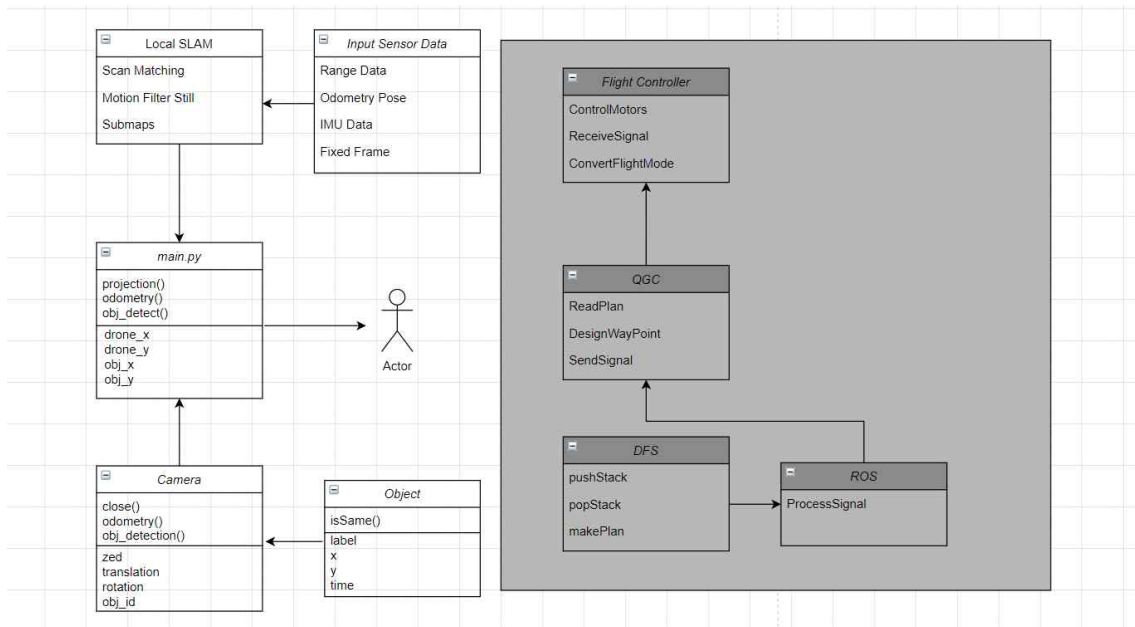 Local SLAM
Scan Matching
Motion Filter Still
Submaps
Input Sensor Data
Range Data
Odometry Pose
IMU Data
Fixed Frame
main.py
projection()
odometry()
obj_detect()
drone_x
drone_y
obj_x
obj_y
Actor
Camera
close()
odometry()
obj_detection()
zed
translation
rotation
obj_id
Object
isSame()
label
x
y
time
Flight Controller
ControlMotors
ReceiveSignal
ConvertFlightMode
QGC
ReadPlan
DesignWayPoint
SendSignal
DFS
pushStack
popStack
makePlan
ROS
ProcessSignal